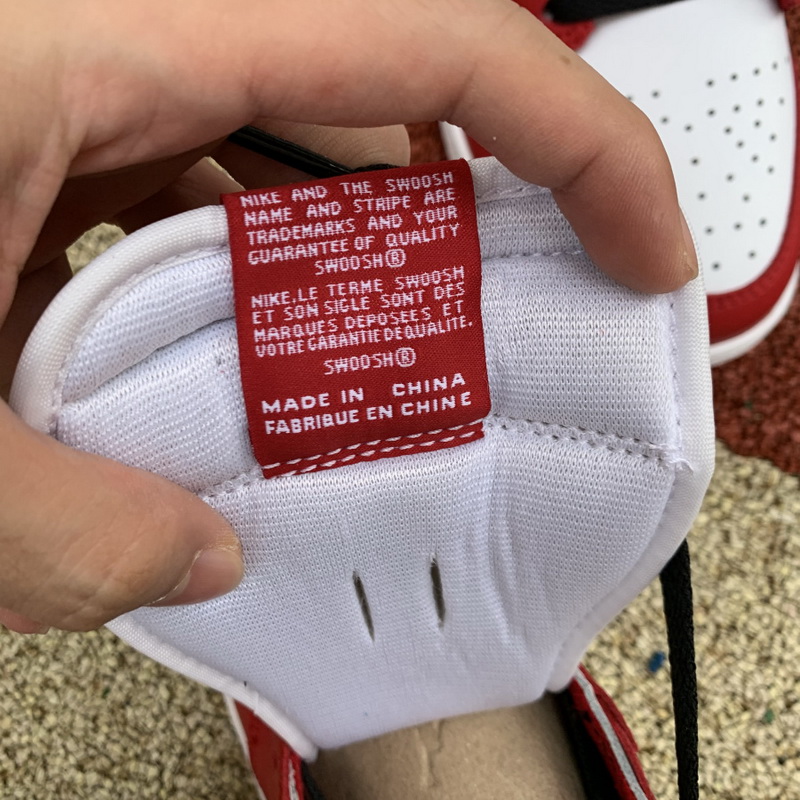 NIKE AND THE SWOOSH
NAME AND STRIPE ARE
TRADEMARKS AND YOUR
GUARANTEE OF QUALITY
SWOOSH®
NIKE,LE TERME SWOOSH
ET SON SIGLE SONT DES
MARQUES DEPOSEES ET
VOTRE GARANTIE DE QUALITE.
SWOOSH®
MADE IN CHINA
FABRIQUE EN CHINE